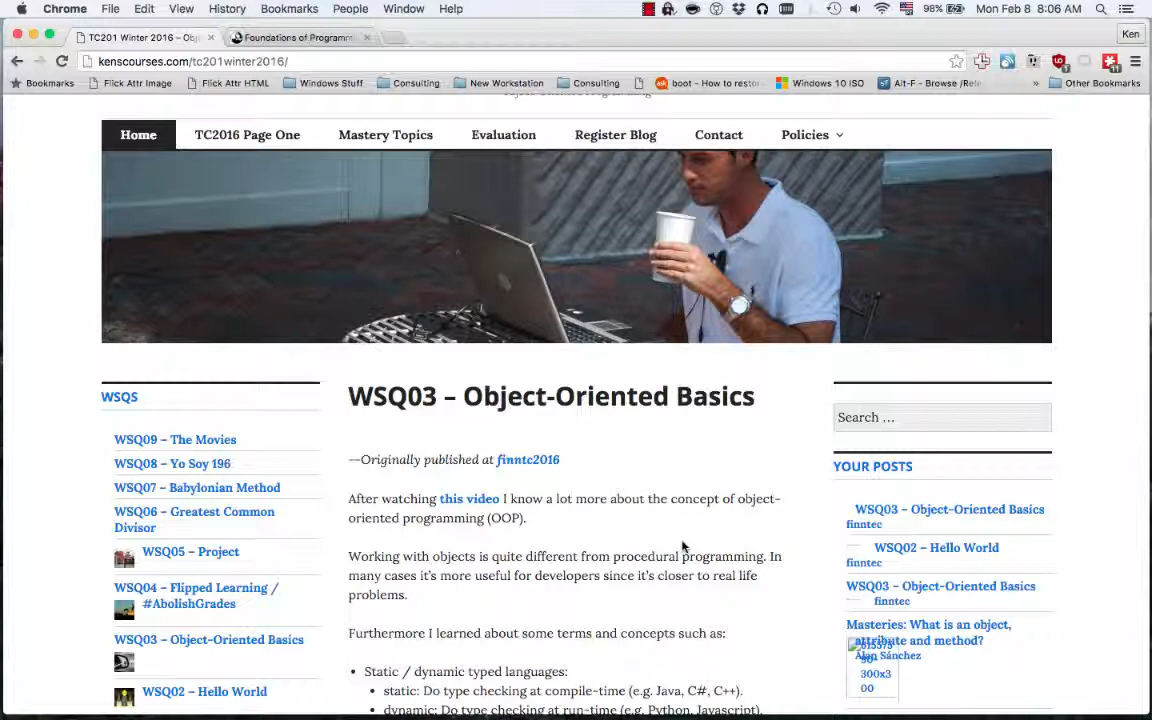 Chrome File Edit View History Bookmarks People Window Help 98% Mon Feb 8 8:06 AM
TC201 Winter 2016 – Obj Foundations of Programm Ken
kenscourses.com/tc201winter2016/
Bookmarks Flick Attr Image Flick Attr HTML Windows Stuff Consulting New Workstation Consulting boot - How to resto Windows 10 ISO Alt-F - Browse /Rele » Other Bookmarks
Home TC2016 Page One Mastery Topics Evaluation Register Blog Contact Policies
WSQS
WSQ09 – The Movies
WSQ08 – Yo Soy 196
WSQ07 – Babylonian Method
WSQ06 – Greatest Common
Divisor
WSQ05 – Project
WSQ04 – Flipped Learning /
#AbolishGrades
WSQ03 – Object-Oriented Basics
WSQ02 – Hello World
WSQ03 – Object-Oriented Basics
—Originally published at finntc2016
After watching this video I know a lot more about the concept of object-
oriented programming (OOP).
Working with objects is quite different from procedural programming. In
many cases it's more useful for developers since it's closer to real life
problems.
Furthermore I learned about some terms and concepts such as:
• Static / dynamic typed languages:
• static: Do type checking at compile-time (e.g. Java, C#, C++).
• dynamic: Do type checking at run-time (e.g. Python, Javascript).
Search …
YOUR POSTS
WSQ03 – Object-Oriented Basics
finntec
WSQ02 – Hello World
finntec
WSQ03 – Object-Oriented Basics
finntec
Masteries: What is an object,
attribute and method?
Alan Sánchez
300x3
00